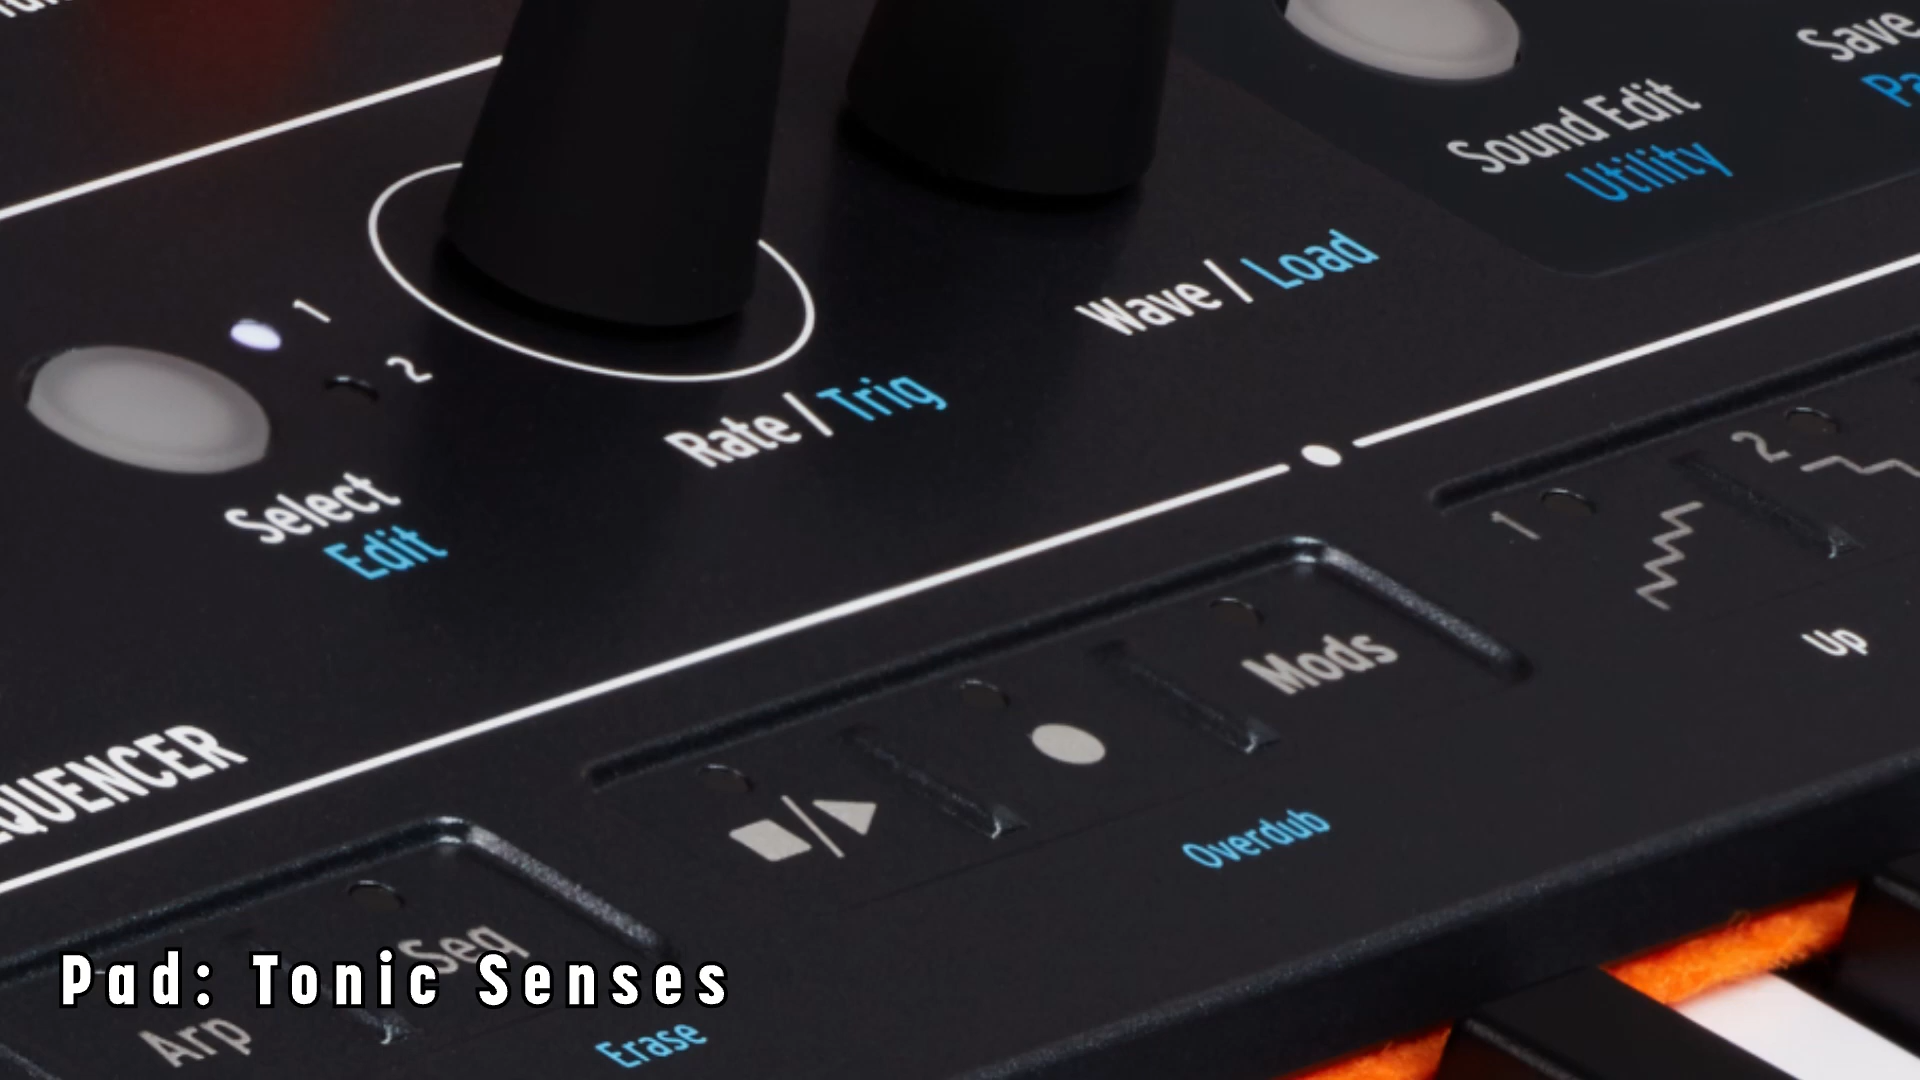 Save
Sound Edit
Utility
Wave / Load
1
2
Rate / Trig
Select
Edit
2
1
Up
Mods
Overdub
Seq
Arp
Erase
Pad: Tonic Senses